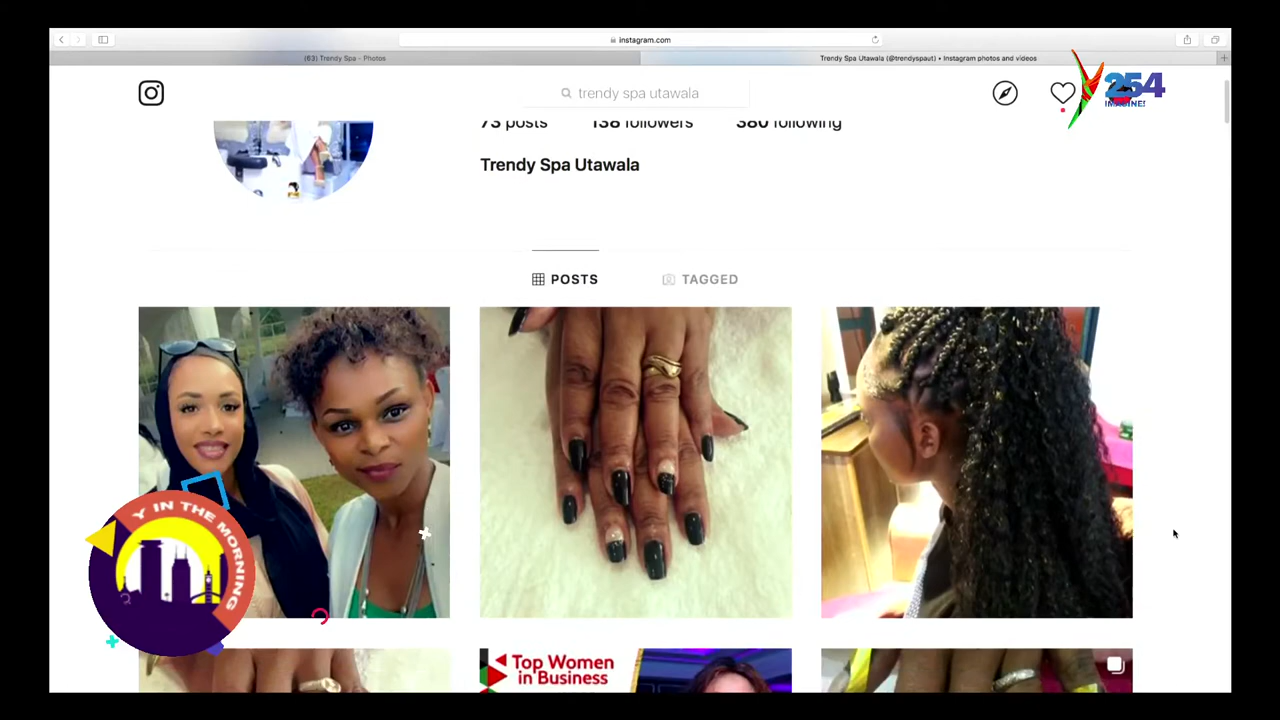 instagram.com
(63) Trendy Spa - Photos
Trendy Spa Utawala (@trendyspaut) • Instagram photos and videos
trendy spa utawala
Y 254
IMAGINE!
73 posts 138 followers 380 following
Trendy Spa Utawala
POSTS TAGGED
Y IN THE MORNING
Top Women
in Business